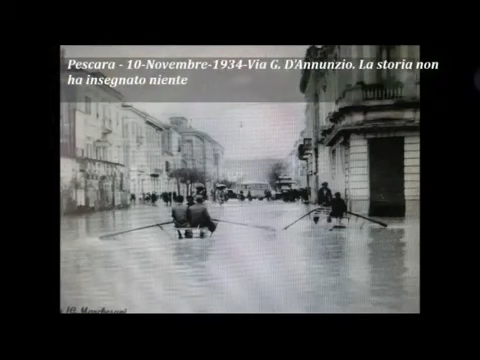 Pescara - 10-Novembre-1934-Via G. D'Annunzio. La storia non
ha insegnato niente